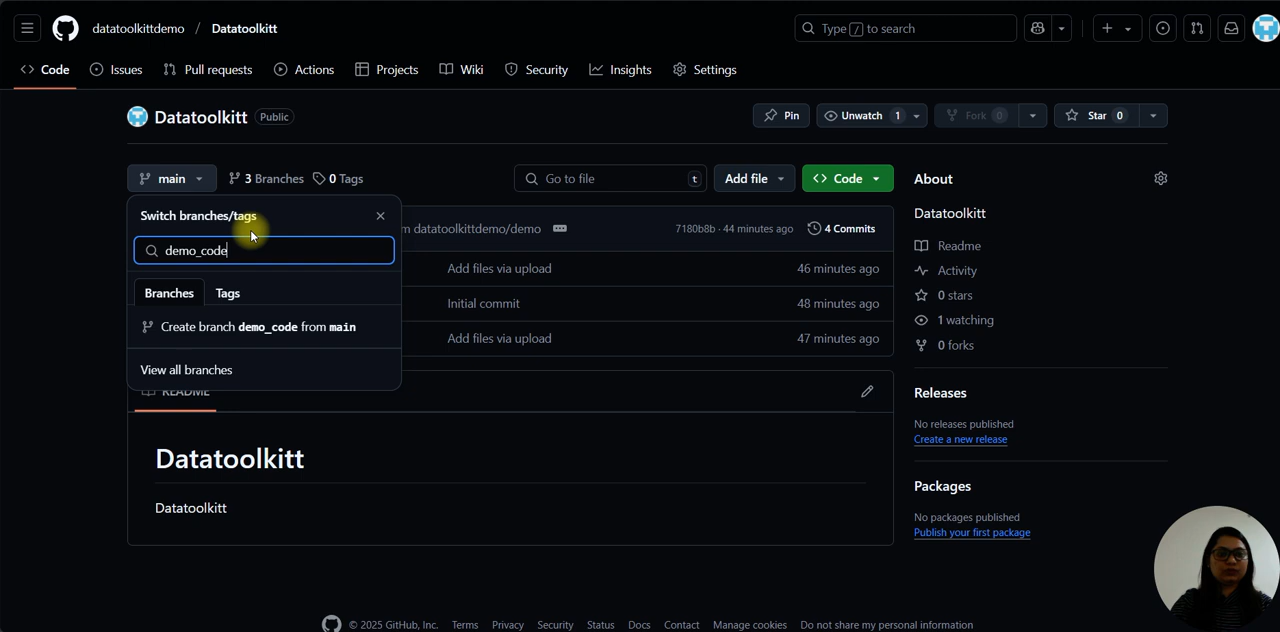 datatoolkittdemo / Datatoolkitt
Type / to search
Code Issues Pull requests Actions Projects Wiki Security Insights Settings
Datatoolkitt Public
Pin Unwatch 1 Fork 0 Star 0
main 3 Branches 0 Tags Go to file t Add file Code
Switch branches/tags
demo_code
Branches Tags
Create branch demo_code from main
View all branches
m datatoolkittdemo/demo 7180b8b · 44 minutes ago 4 Commits
Add files via upload 46 minutes ago
Initial commit 48 minutes ago
Add files via upload 47 minutes ago
README
Datatoolkitt
Datatoolkitt
About
Datatoolkitt
Readme
Activity
0 stars
1 watching
0 forks
Releases
No releases published
Create a new release
Packages
No packages published
Publish your first package
© 2025 GitHub, Inc. Terms Privacy Security Status Docs Contact Manage cookies Do not share my personal information